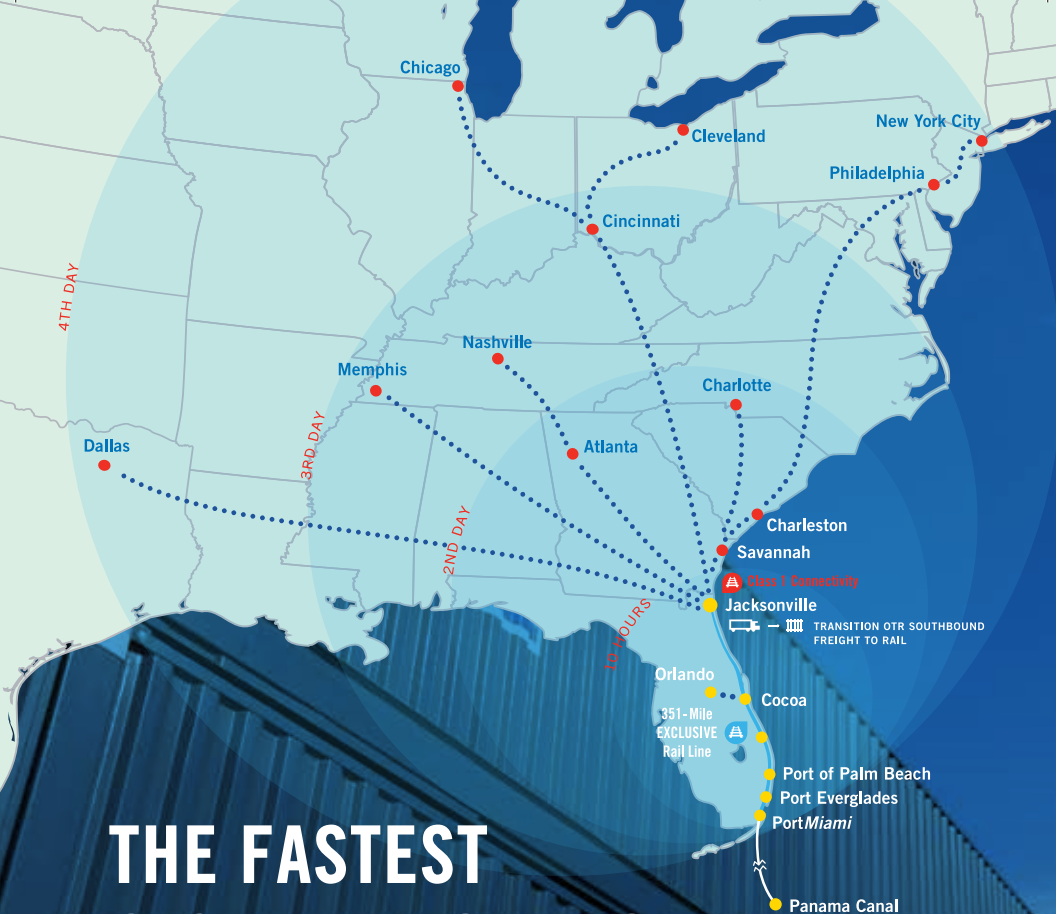 Chicago
Cleveland
New York City
Philadelphia
Cincinnati
4TH DAY
Nashville
Memphis
Charlotte
3RD DAY
Dallas
Atlanta
2ND DAY
Charleston
Savannah
Class 1 Connectivity
Jacksonville
10 HOURS
TRANSITION OTR SOUTHBOUND
FREIGHT TO RAIL
Orlando
Cocoa
351-Mile
EXCLUSIVE
Rail Line
Port of Palm Beach
Port Everglades
PortMiami
THE FASTEST
Panama Canal